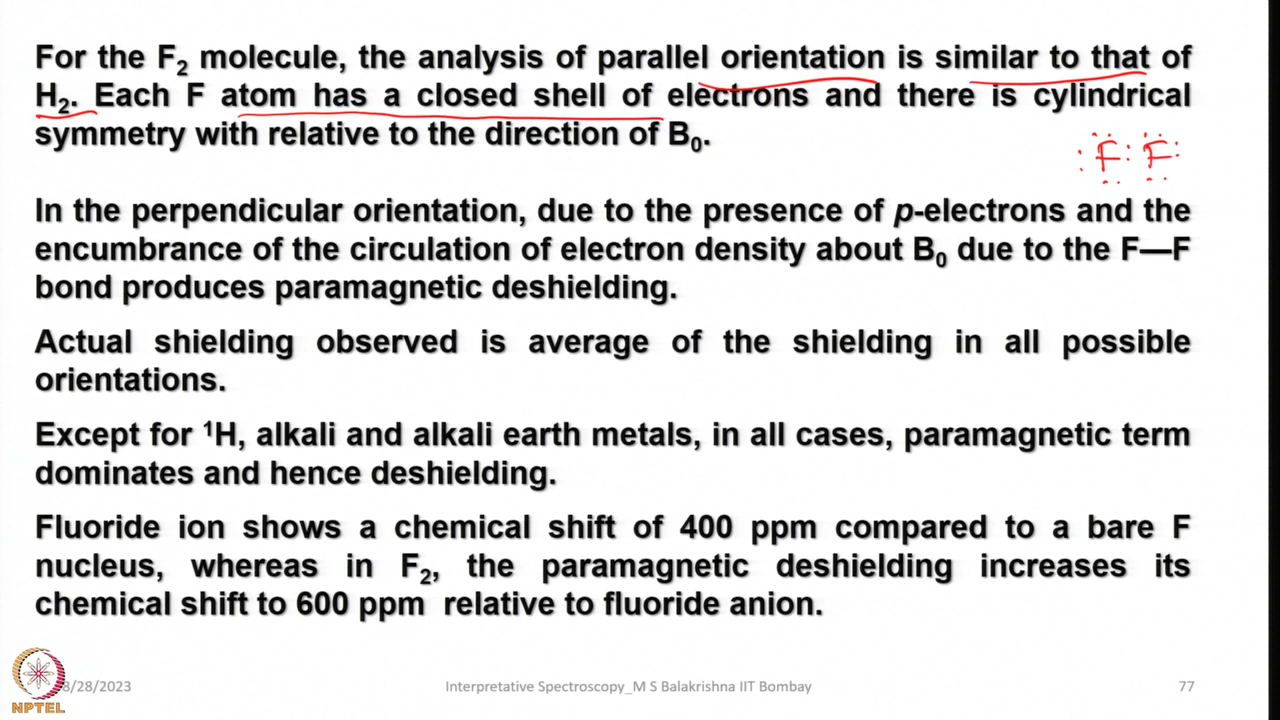 For the F₂ molecule, the analysis of parallel orientation is similar to that of
H₂. Each F atom has a closed shell of electrons and there is cylindrical
symmetry with relative to the direction of B₀.
:F: F:
In the perpendicular orientation, due to the presence of p-electrons and the
encumbrance of the circulation of electron density about B₀ due to the F—F
bond produces paramagnetic deshielding.
Actual shielding observed is average of the shielding in all possible
orientations.
Except for ¹H, alkali and alkali earth metals, in all cases, paramagnetic term
dominates and hence deshielding.
Fluoride ion shows a chemical shift of 400 ppm compared to a bare F
nucleus, whereas in F₂, the paramagnetic deshielding increases its
chemical shift to 600 ppm relative to fluoride anion.
8/28/2023
Interpretative Spectroscopy_M S Balakrishna IIT Bombay
77
NPTEL